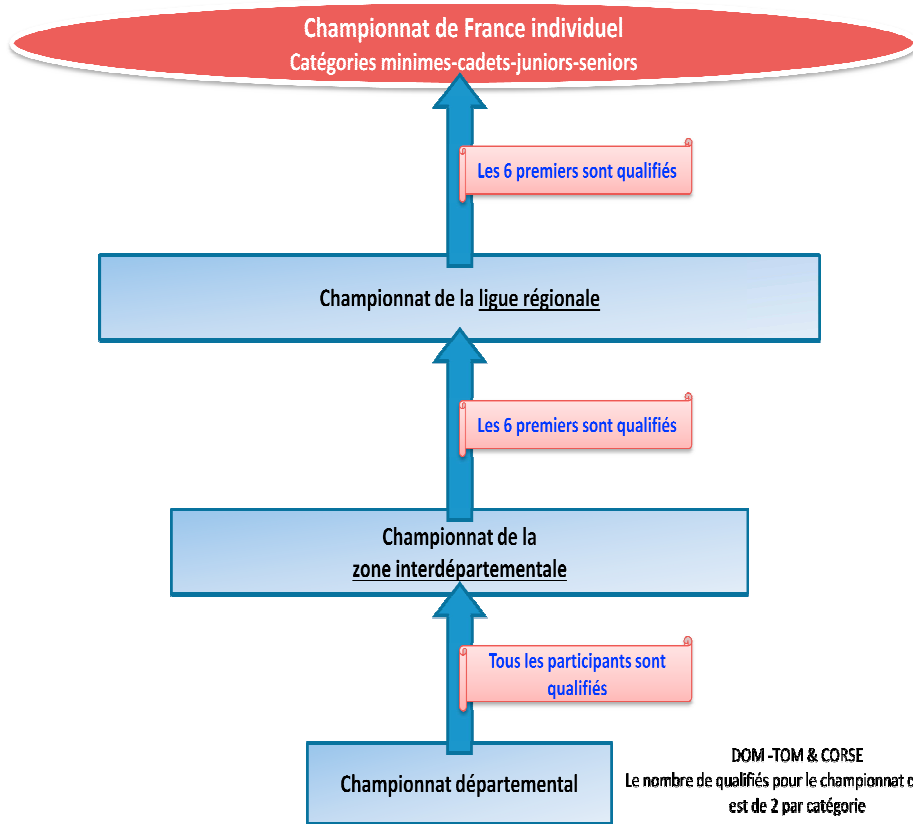 Championnat de France individuel
Catégories minimes-cadets-juniors-seniors
Les 6 premiers sont qualifiés
Championnat de la ligue régionale
Les 6 premiers sont qualifiés
Championnat de la
zone interdépartementale
Tous les participants sont
qualifiés
Championnat départemental
DOM -TOM & CORSE
Le nombre de qualifiés pour le championnat
est de 2 par catégorie